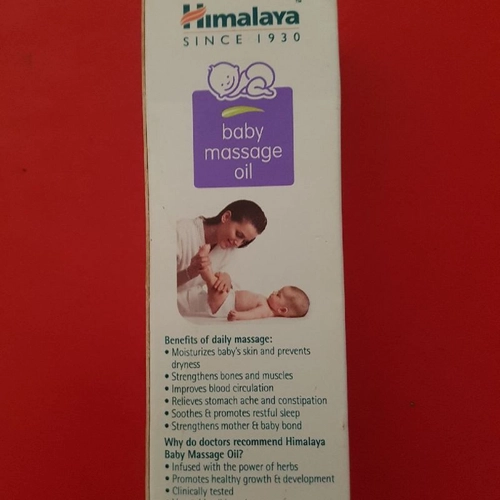 Himalaya
SINCE 1930
baby
massage
oil
Benefits of daily massage:
• Moisturizes baby's skin and prevents
dryness
• Strengthens bones and muscles
• Improves blood circulation
• Relieves stomach ache and constipation
• Soothes & promotes restful sleep
• Strengthens mother & baby bond
Why do doctors recommend Himalaya
Baby Massage Oil?
• Infused with the power of herbs
• Promotes healthy growth & development
• Clinically tested